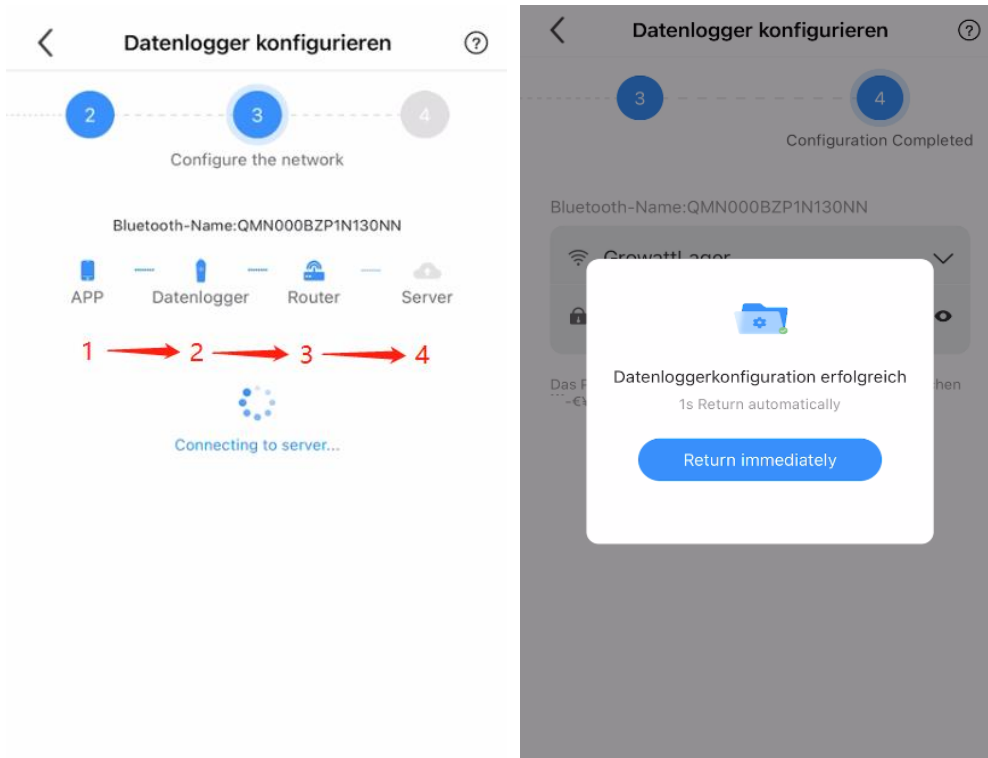 Datenlogger konfigurieren
?
2
3
4
Configure the network
Bluetooth-Name:QMN000BZP1N130NN
APP
Datenlogger
Router
Server
1
2
3
4
Connecting to server...
Datenlogger konfigurieren
?
3
4
Configuration Completed
Bluetooth-Name:QMN000BZP1N130NN
GrowattLager
Das
Datenloggerkonfiguration erfolgreich
1s Return automatically
Return immediately